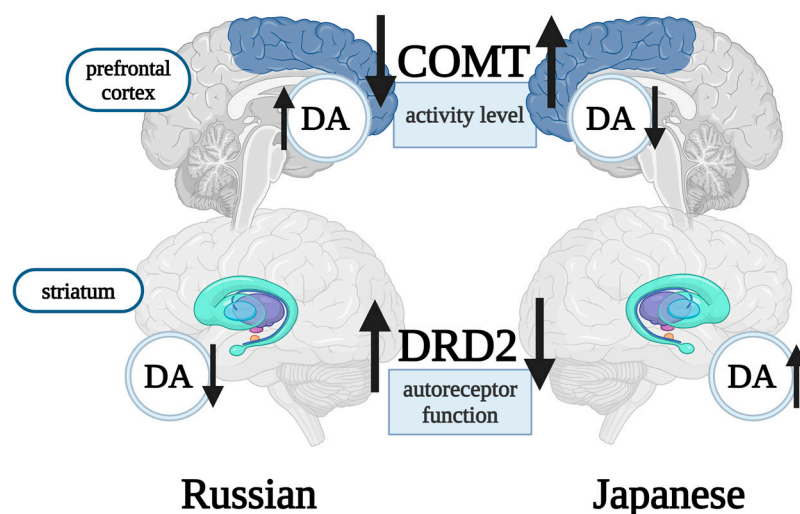 prefrontal
cortex
COMT
activity level
DA
DA
striatum
DRD2
autoreceptor
function
DA
DA
Russian
Japanese